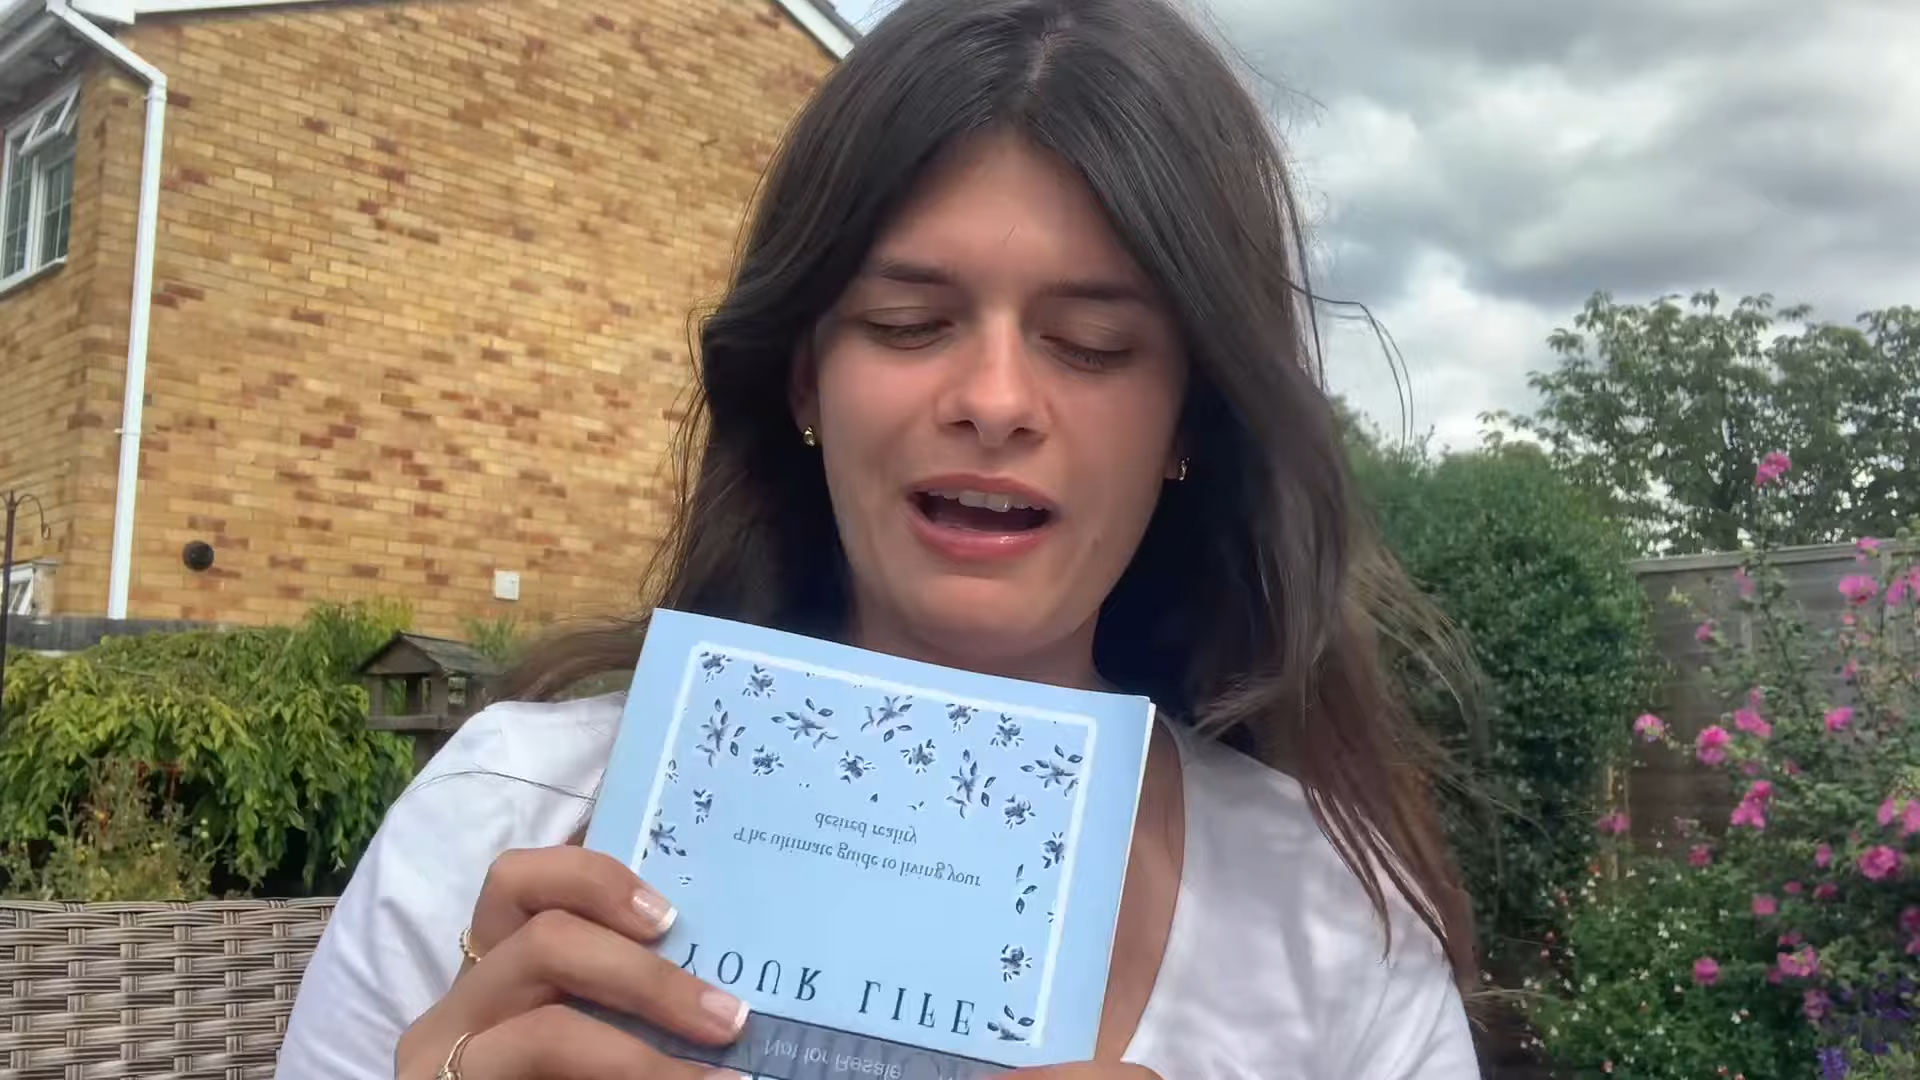 Not for Resale
YOUR LIFE
The ultimate guide to living your
desired reality